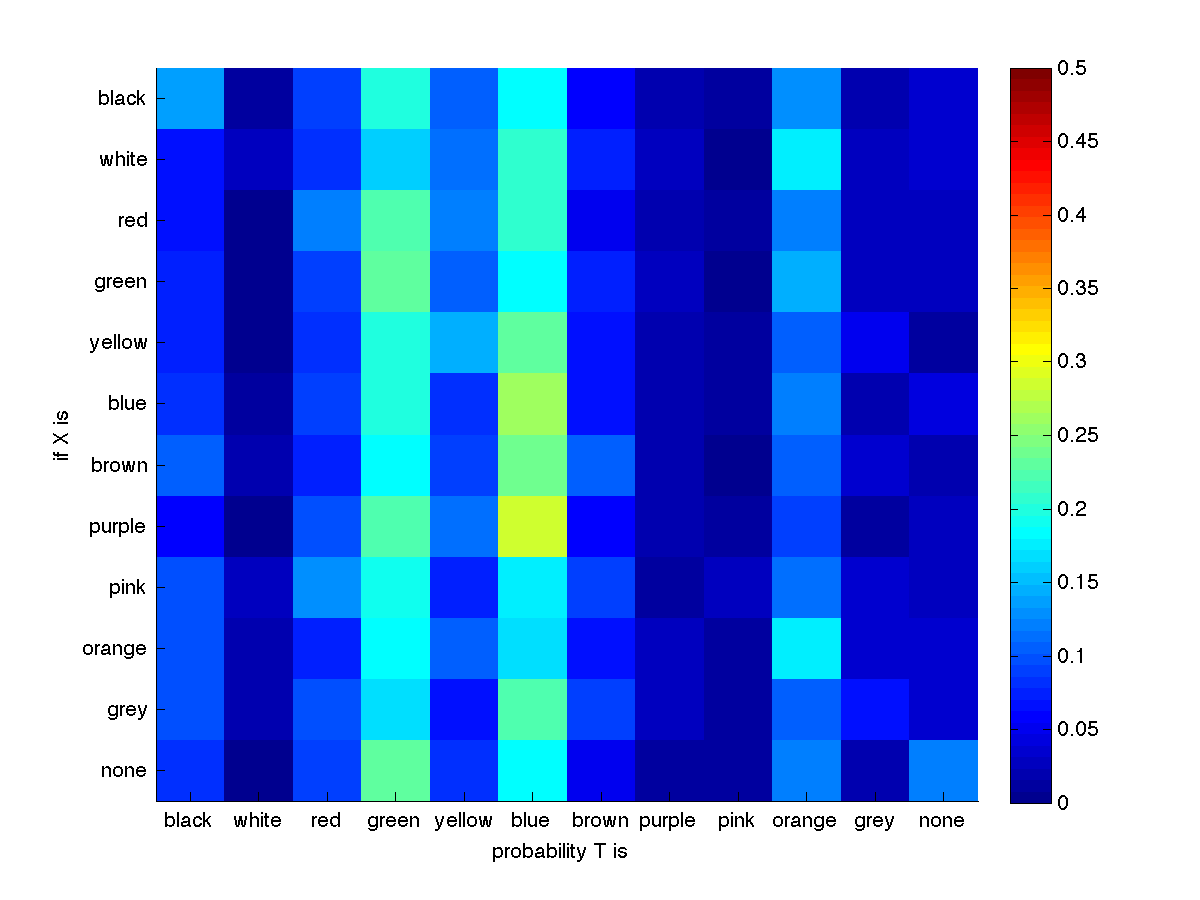 black
white
red
green
yellow
blue
brown
purple
pink
orange
grey
none
if X is
black white red green yellow blue brown purple pink orange grey none
probability T is
0.5
0.45
0.4
0.35
0.3
0.25
0.2
0.15
0.1
0.05
0